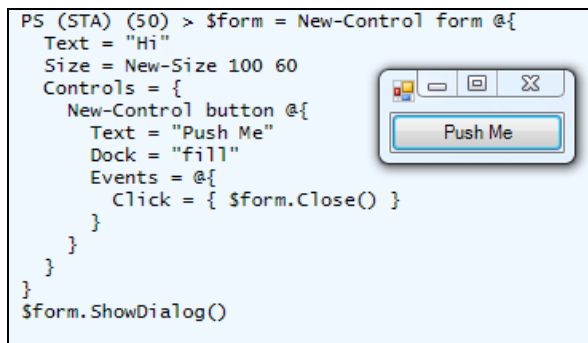 PS (STA) (50) > $form = New-Control form @{
  Text = "Hi"
  Size = New-Size 100 60
  Controls = {
    New-Control button @{
      Text = "Push Me"
      Dock = "fill"
      Events = @{
        Click = { $form.Close() }
      }
    }
  }
}
$form.ShowDialog()
Push Me